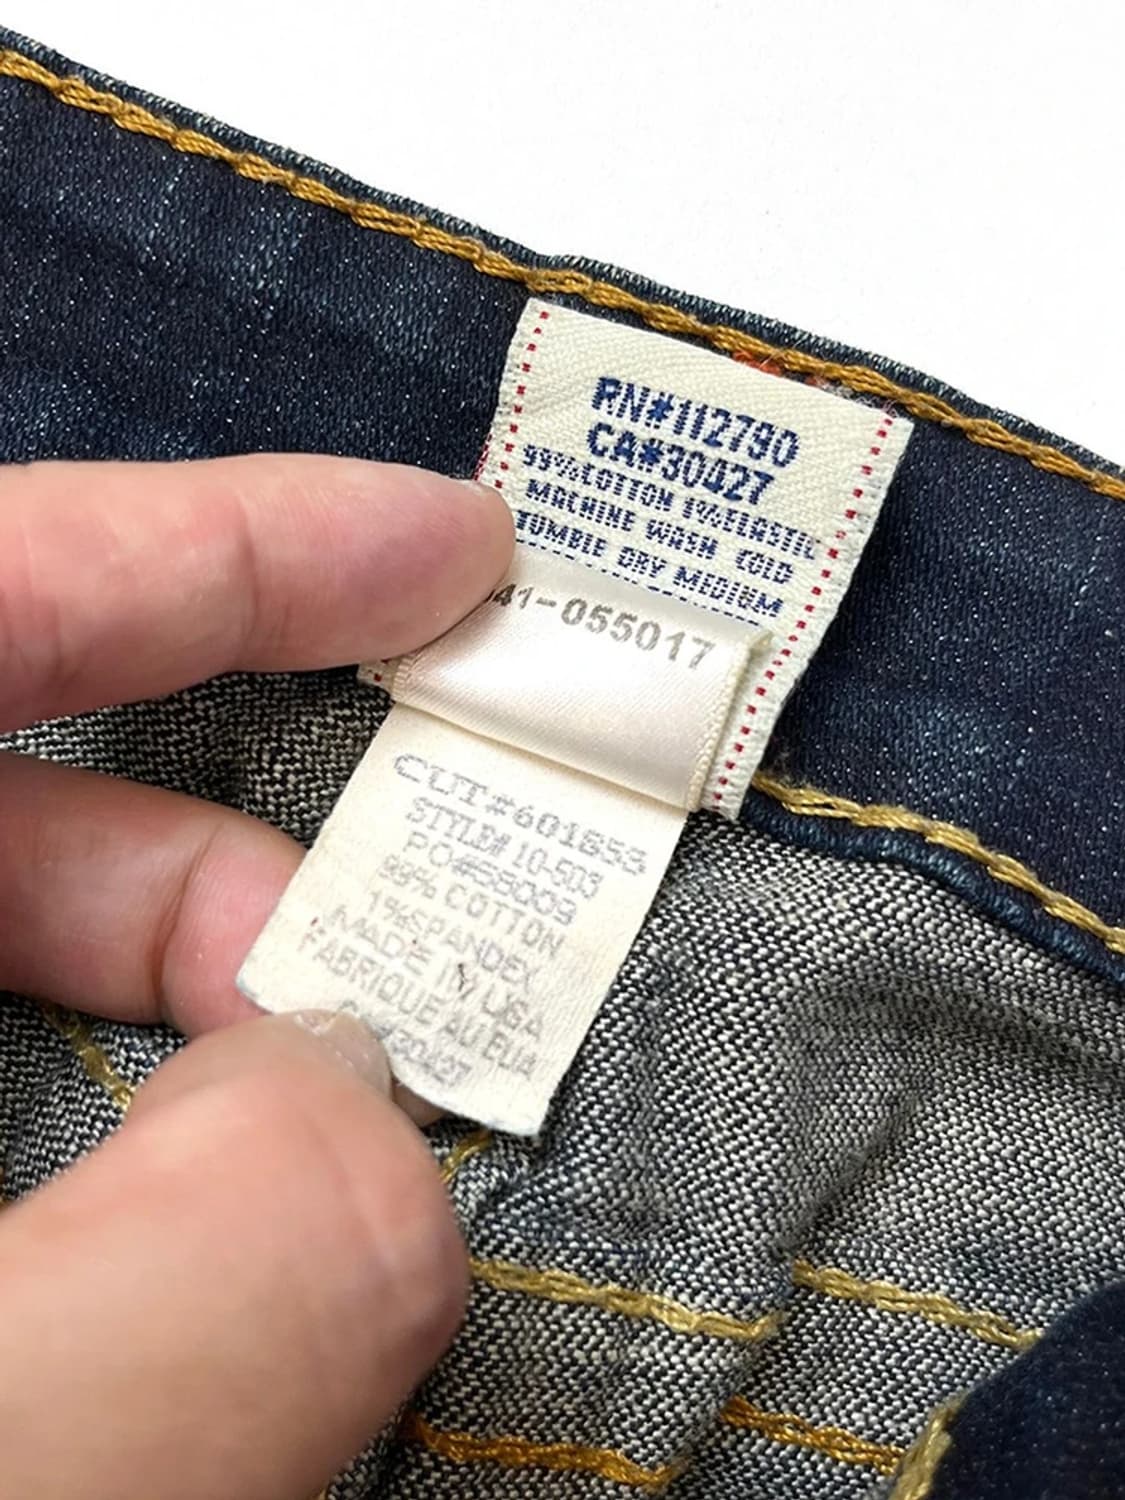 RN#112790
CA#30427
99%COTTON 1%ELASTIC
MACHINE WASH COLD
TUMBLE DRY MEDIUM
41-055017
CUT#601853
STYLE# 10-503
PO#58009
99% COTTON
1%SPANDEX
MADE IN USA
FABRIQUE AU EUA
30427